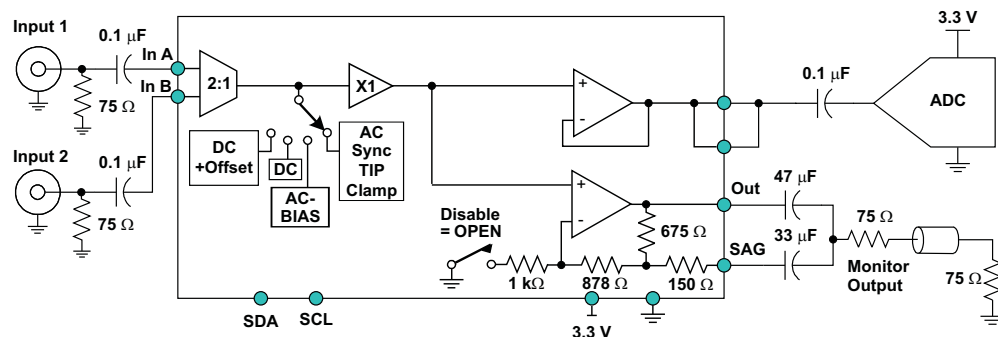 Input 1
0.1 μF
In A
75 Ω
In B
2:1
X1
+
-
0.1 μF
3.3 V
ADC
DC
+Offset
DC
AC-
BIAS
AC
Sync
TIP
Clamp
Input 2
0.1 μF
75 Ω
Disable
= OPEN
+
-
Out
47 μF
675 Ω
SAG
33 μF
75 Ω
Monitor
Output
75 Ω
1 kΩ
878 Ω
150 Ω
SDA
SCL
3.3 V